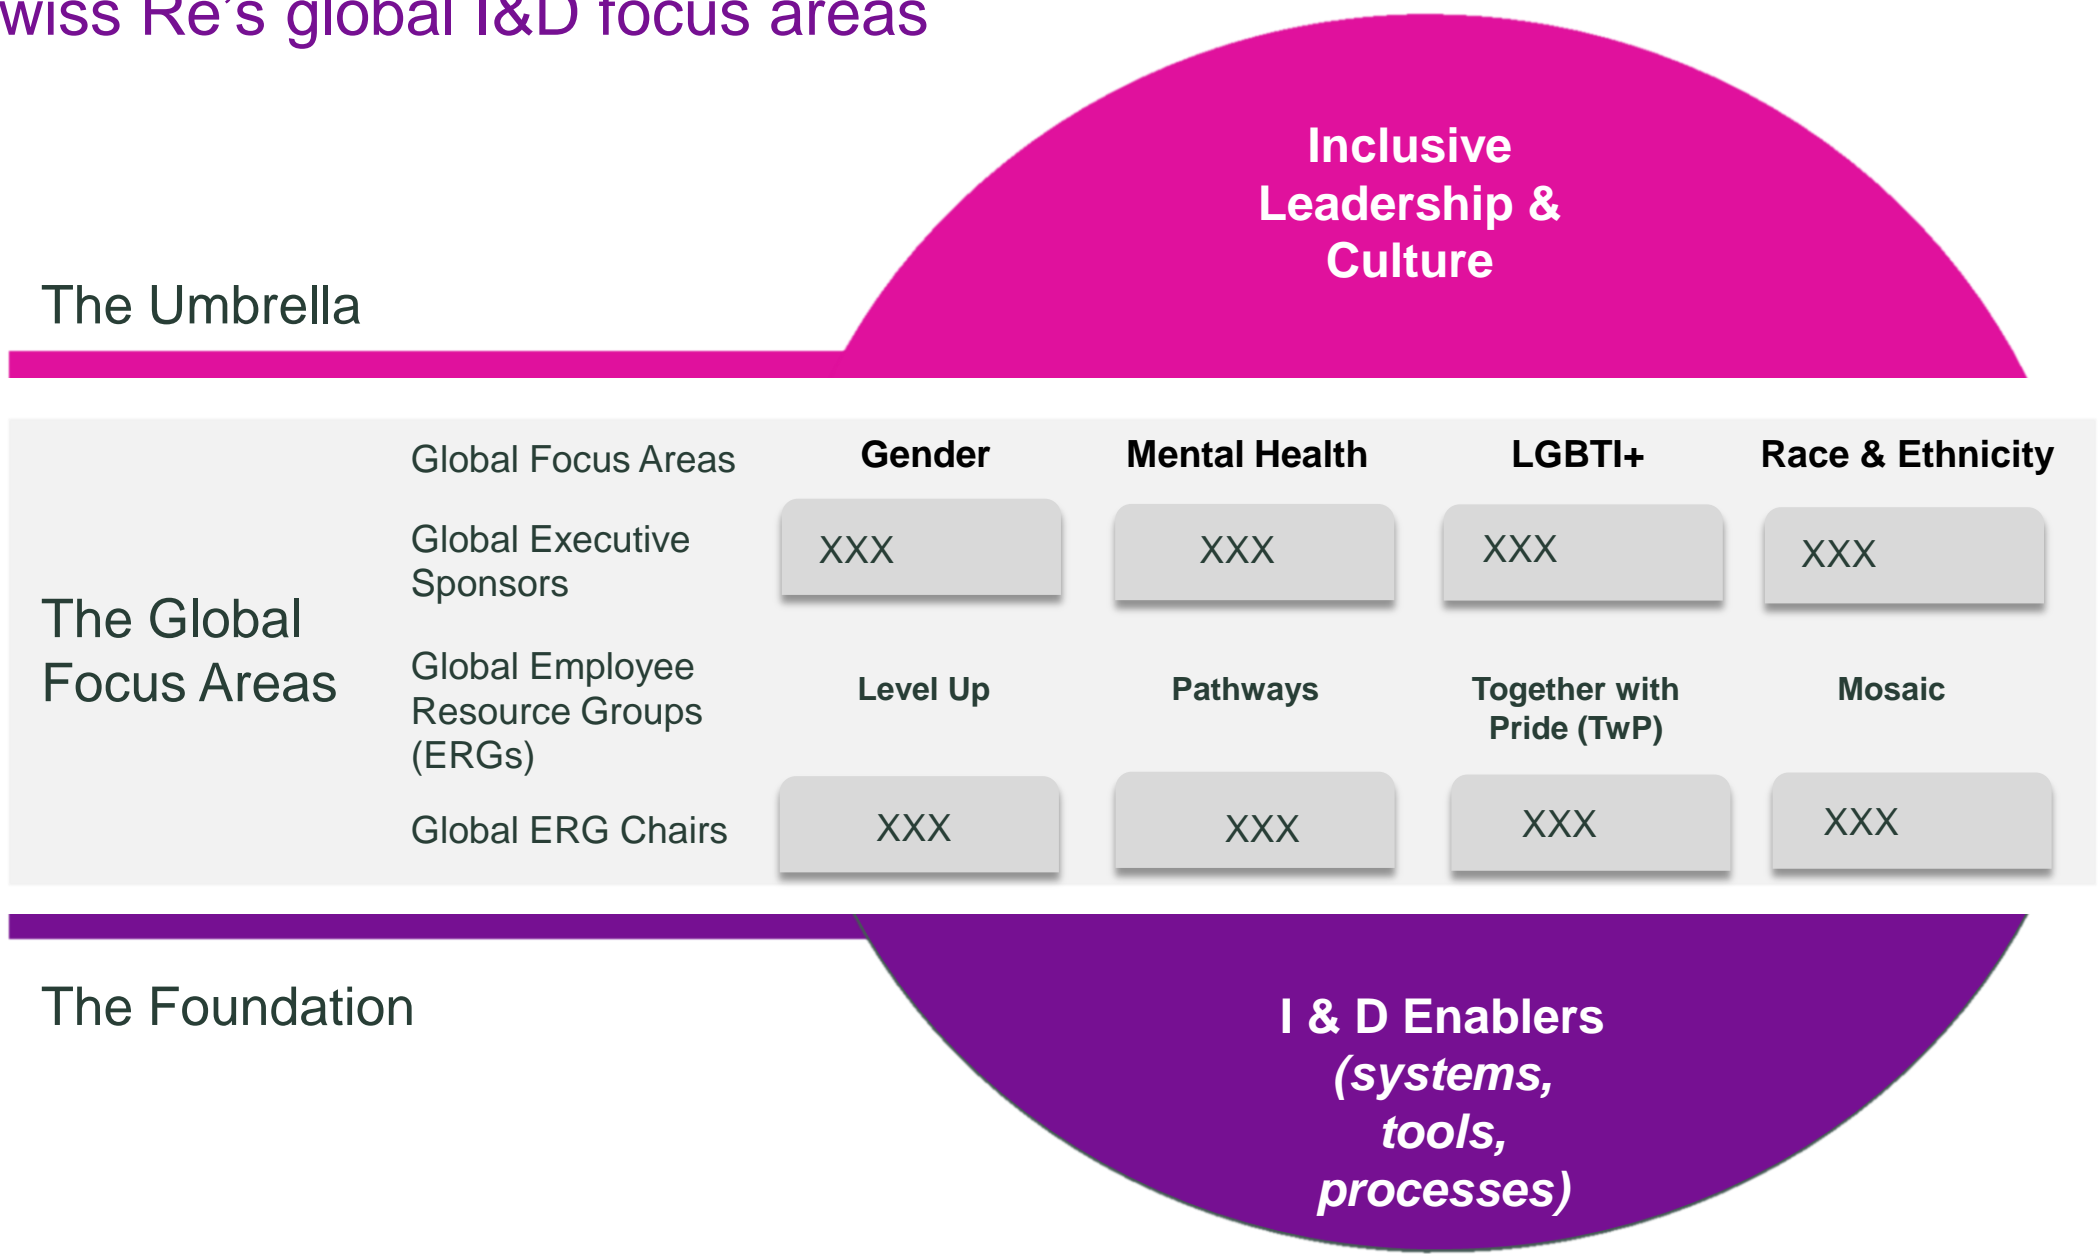 wiss Re's global I&D focus areas
Inclusive
Leadership &
Culture
The Umbrella
Global Focus Areas
Gender
Mental Health
LGBTI+
Race & Ethnicity
The Global
Focus Areas
Global Executive
Sponsors
XXX
XXX
XXX
XXX
Global Employee
Resource Groups
(ERGs)
Level Up
Pathways
Together with
Pride (TwP)
Mosaic
Global ERG Chairs
XXX
XXX
XXX
XXX
The Foundation
I & D Enablers
(systems,
tools,
processes)